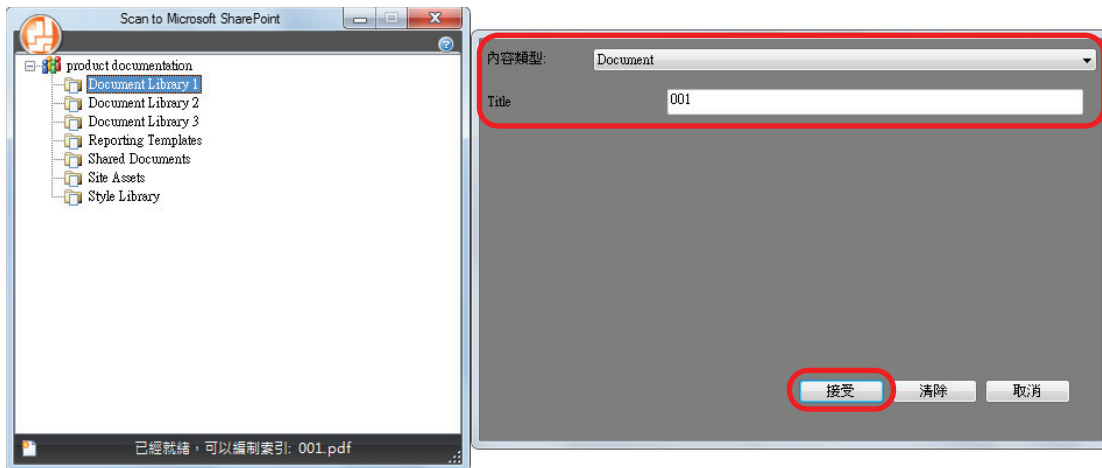 Scan to Microsoft SharePoint
product documentation
Document Library 1
Document Library 2
Document Library 3
Reporting Templates
Shared Documents
Site Assets
Style Library
已經就緒，可以編制索引: 001.pdf
內容類型: Document
Title 001
接受 清除 取消